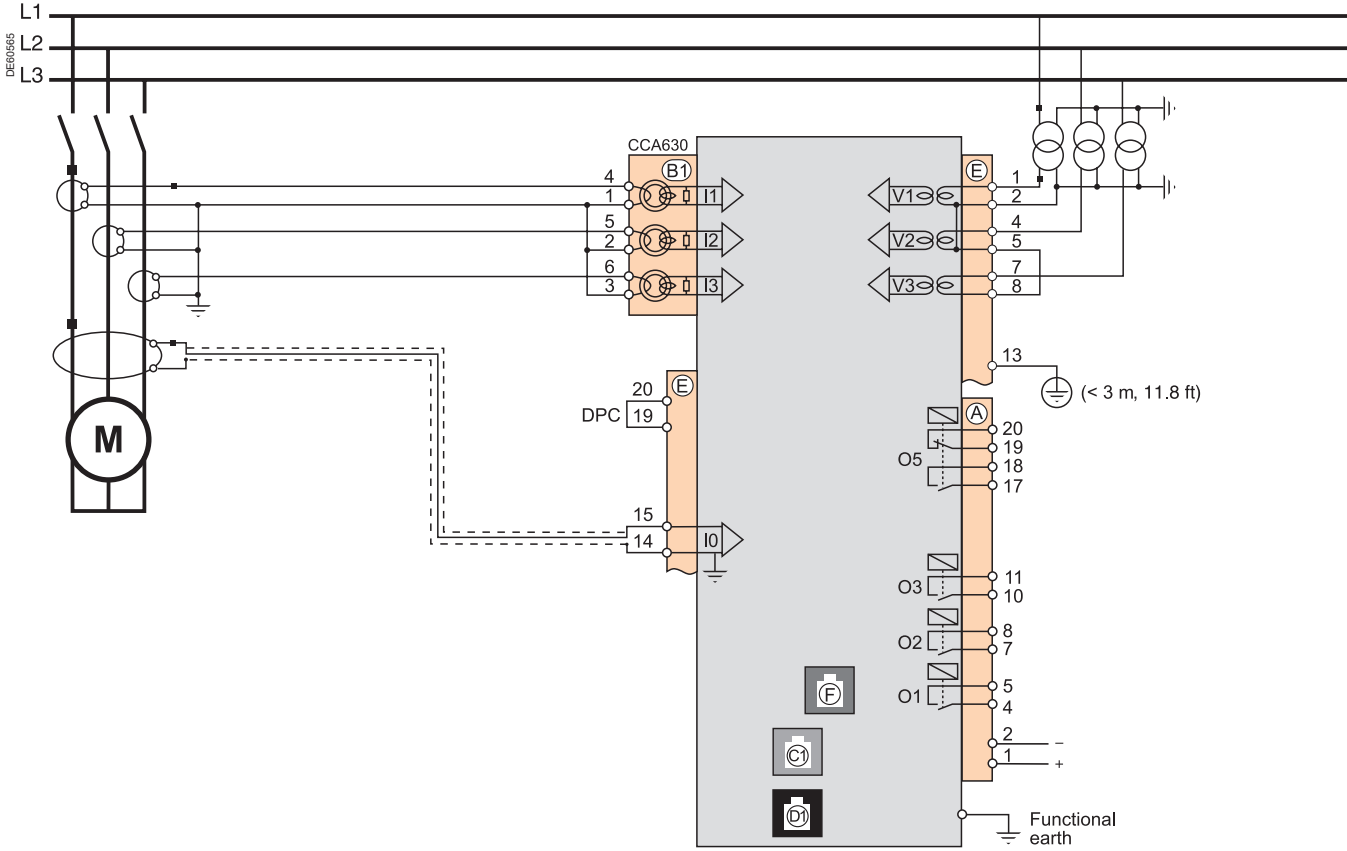 L1
DE60565
L2
L3
CCA630
B1
4
1
I1
5
2
I2
6
3
I3
E
V1
1
2
V2
4
5
V3
7
8
13
(< 3 m, 11.8 ft)
E
20
DPC 19
15
14
I0
A
O5
20
19
18
17
O3
11
10
O2
8
7
O1
5
4
2 –
1 +
F
C1
D1
M
Functional
earth